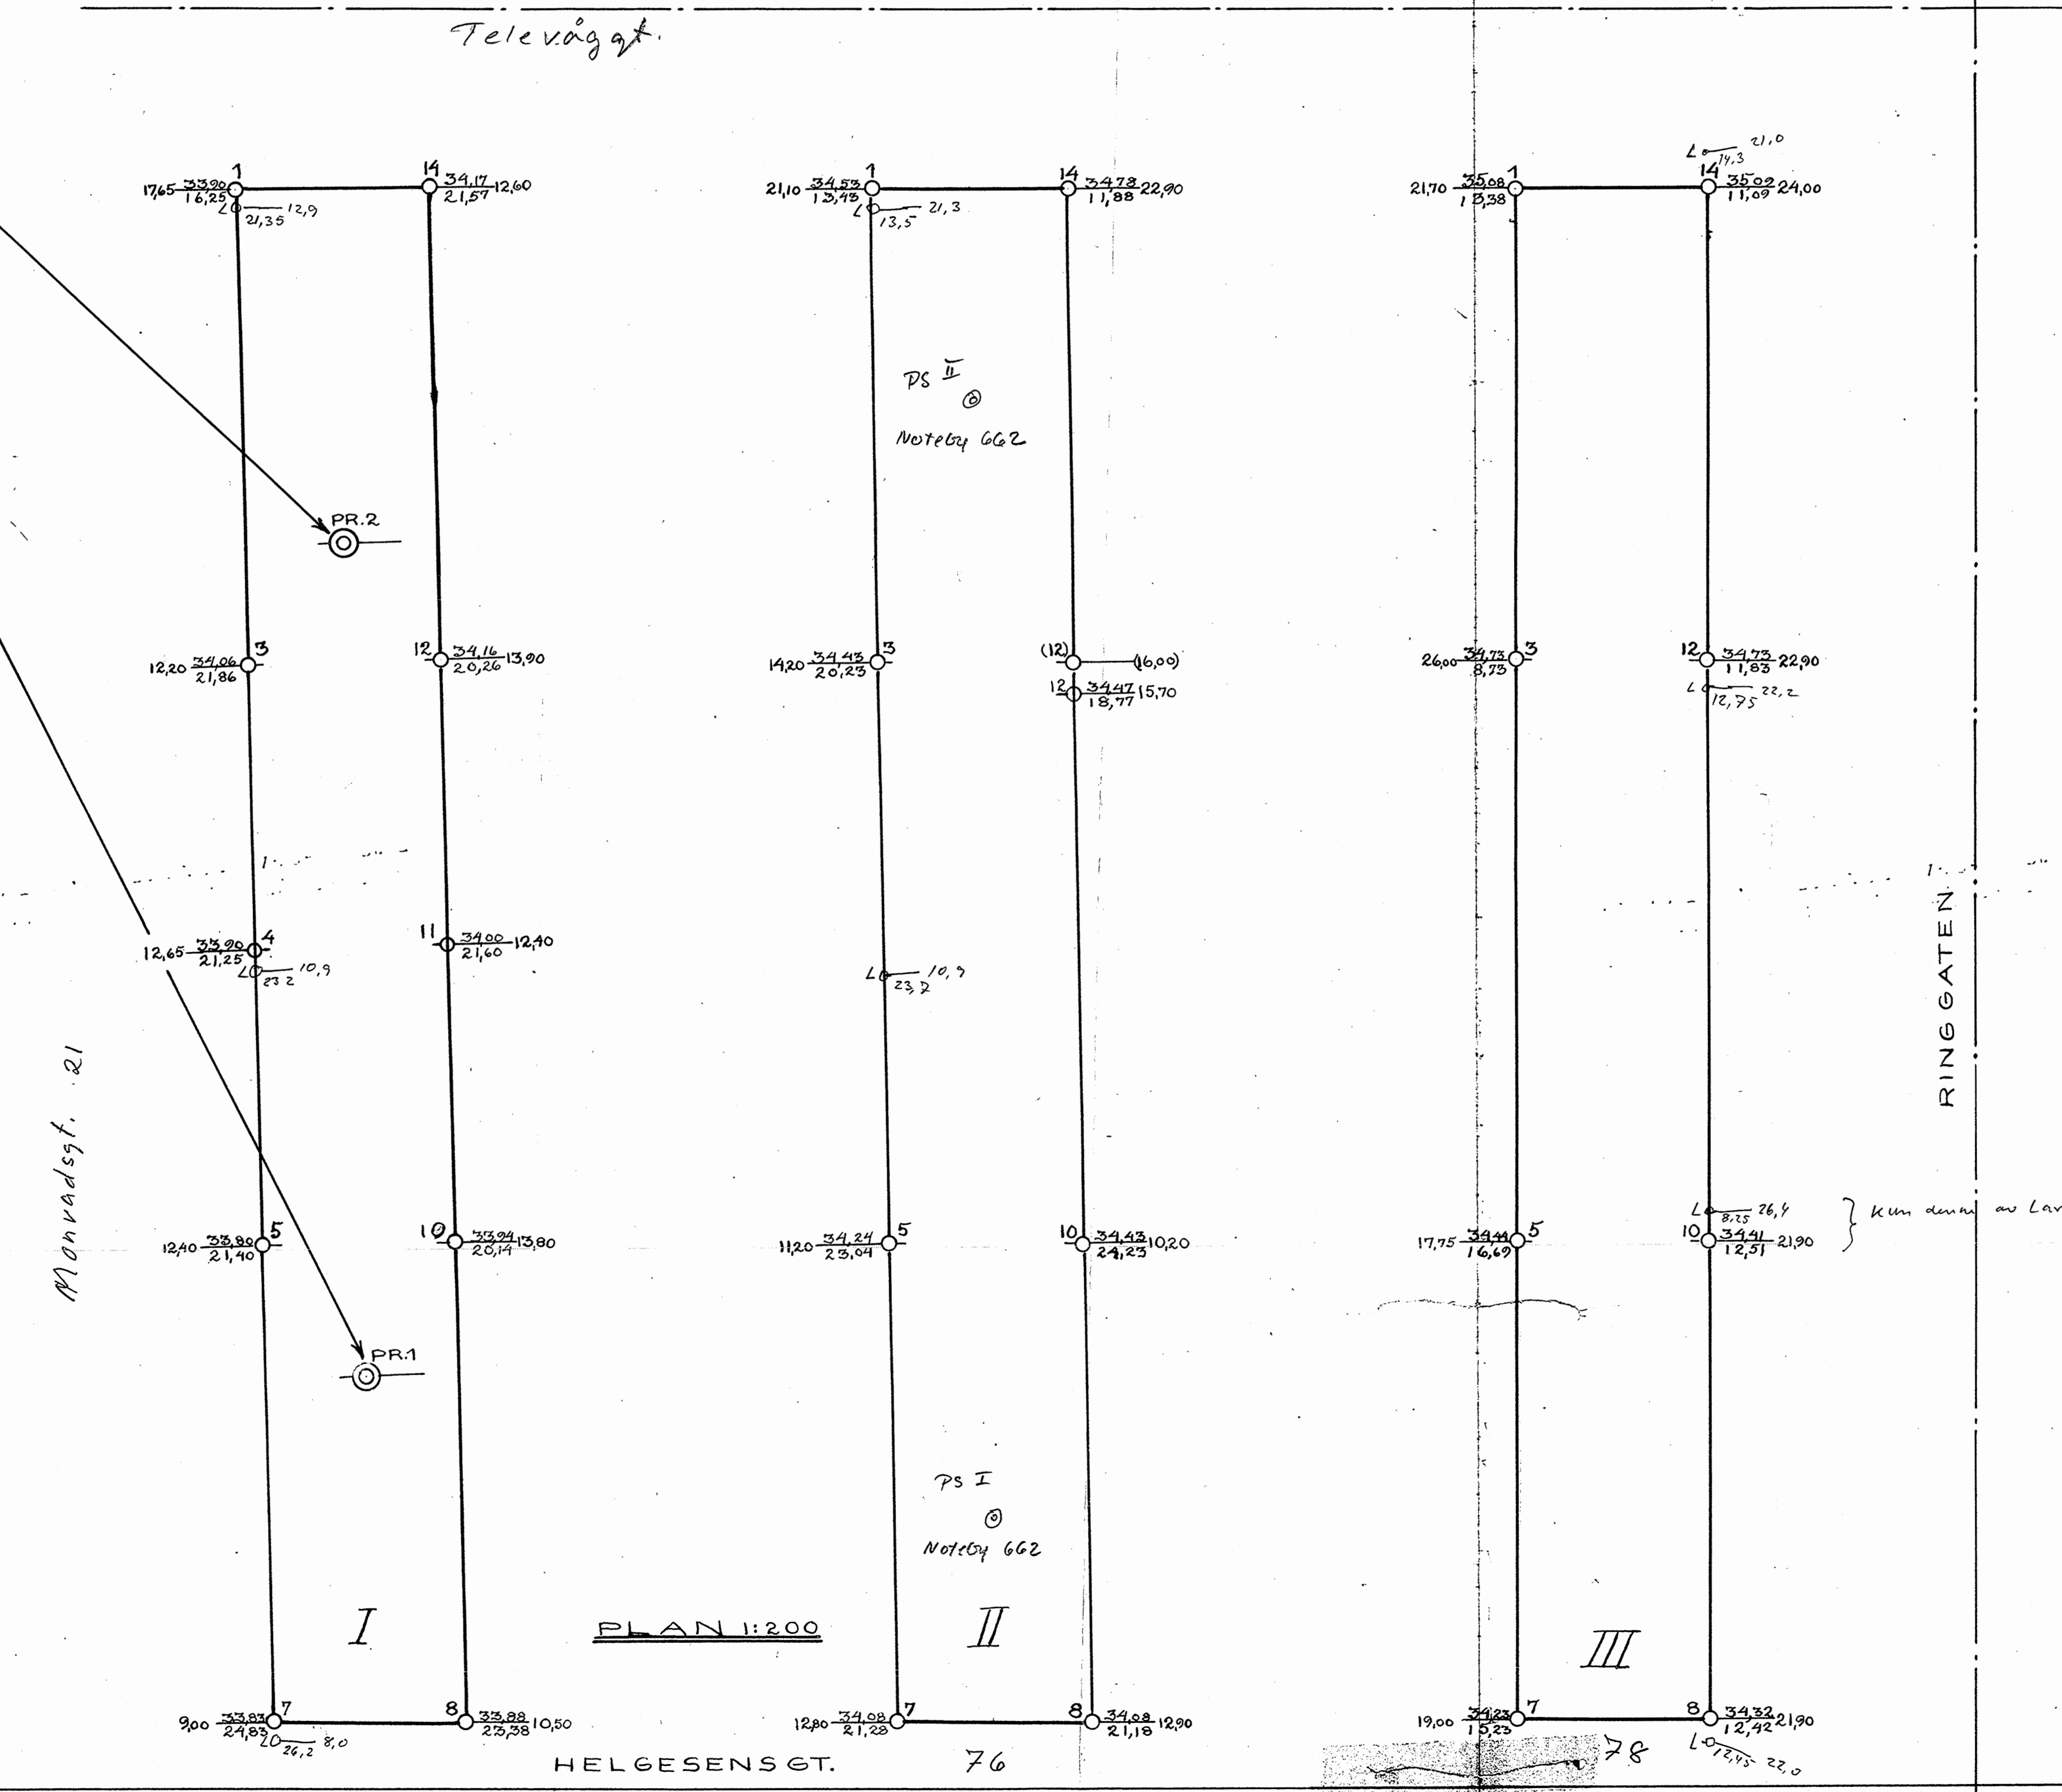 Televåggt.
1
17,65 33,90
16,25
L 12,9
21,35
14
34,17 12,60
21,57
1
21,10 34,53
13,43
L 21,3
13,5
14
34,78 22,90
11,88
1
21,70 35,08
13,38
L 21,0
14,3
14
35,09 24,00
11,09
PS II
Noteby 662
PR.2
3
12,20 34,06
21,86
12 34,16 13,90
20,26
3
14,20 34,43
20,23
(12) (16,00)
12 34,47 15,70
18,77
3
26,00 34,73
8,73
12 34,73 22,90
11,83
L 22,2
12,75
4
12,65 33,90
21,25
L 10,9
23 2
11 34,00 12,40
21,60
L 10,9
23,2
RINGGATEN
21
5
12,40 33,80
21,40
10 33,94 13,80
20,14
5
11,20 34,24
23,04
10 34,43 10,20
24,23
5
17,75 34,44
16,69
L 26,4
8,25
10 34,41 21,90
12,51
Kun denne av Lar
PR.1
PS I
Noteby 662
I
PLAN 1:200
II
III
7
9,00 33,83
24,83
LO 8,0
26,2
8
33,88 10,50
23,38
7
12,80 34,08
21,28
8
34,08 12,90
21,18
7
19,00 34,23
15,23
8
34,32 21,90
12,42
L 22,0
12,45
HELGESENSGT. 76 78